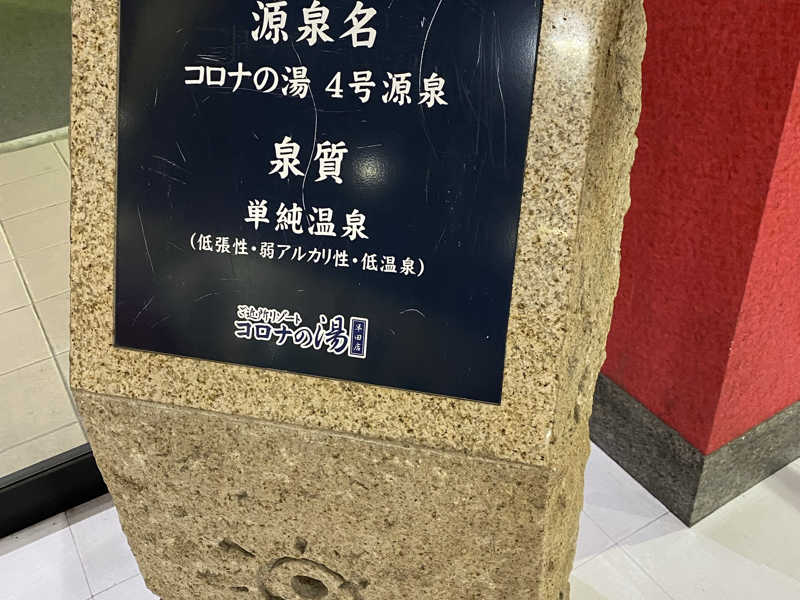 源泉名
コロナの湯 4号源泉
泉質
単純温泉
（低張性・弱アルカリ性・低温泉）
ご近所リゾート
コロナの湯 半田店